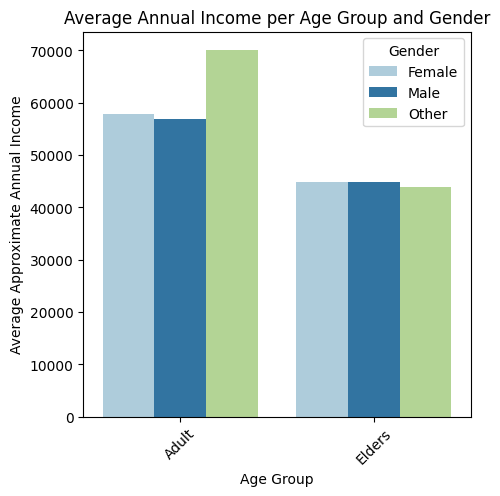 Average Annual Income per Age Group and Gender
Gender
Female
Male
Other
Average Approximate Annual Income
70000
60000
50000
40000
30000
20000
10000
0
Adult
Elders
Age Group